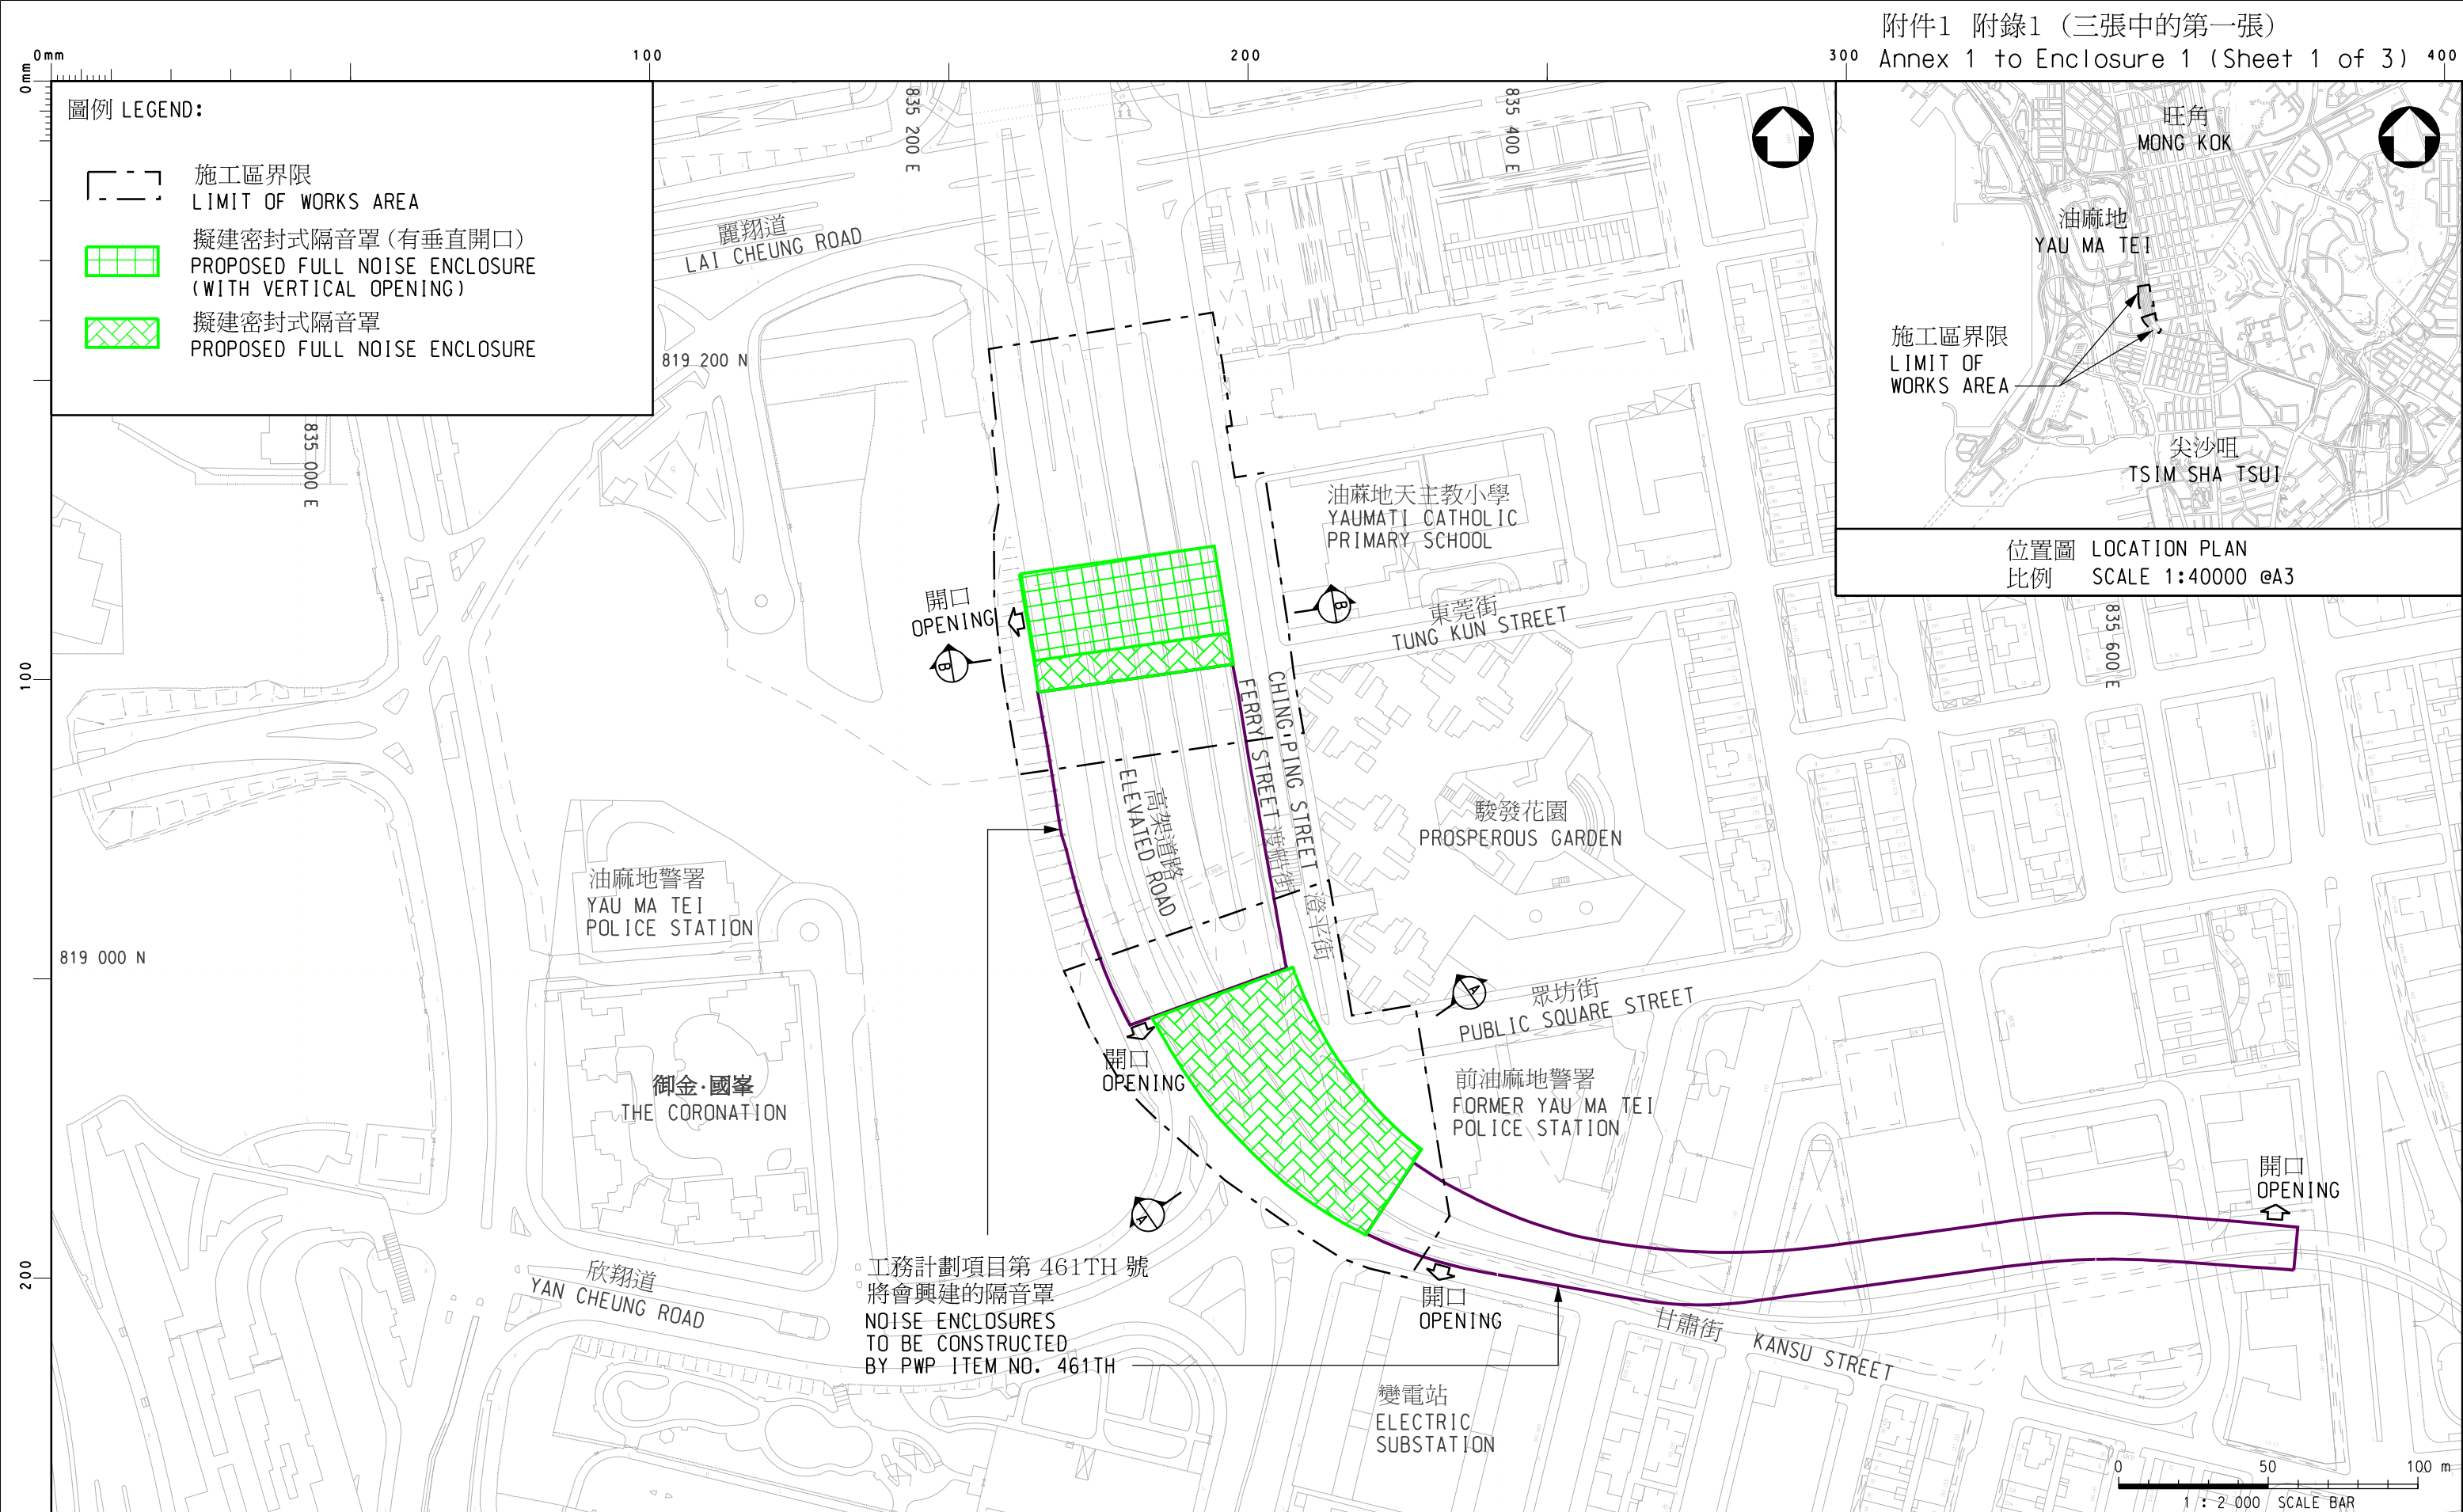 附件1 附錄1 (三張中的第一張)
Annex 1 to Enclosure 1 (Sheet 1 of 3)
0mm
100
200
300
400
0mm
100
200
圖例 LEGEND:
施工區界限
LIMIT OF WORKS AREA
擬建密封式隔音罩 (有垂直開口)
PROPOSED FULL NOISE ENCLOSURE
(WITH VERTICAL OPENING)
擬建密封式隔音罩
PROPOSED FULL NOISE ENCLOSURE
835 000 E
835 200 E
835 400 E
835 600 E
819 200 N
819 000 N
旺角
MONG KOK
油麻地
YAU MA TEI
施工區界限
LIMIT OF
WORKS AREA
尖沙咀
TSIM SHA TSUI
位置圖 LOCATION PLAN
比例 SCALE 1:40000 @A3
麗翔道
LAI CHEUNG ROAD
油蔴地天主教小學
YAUMATI CATHOLIC
PRIMARY SCHOOL
開口
OPENING
B
B
東莞街
TUNG KUN STREET
CHING PING STREET 澄平街
FERRY STREET 渡船街
高架道路
ELEVATED ROAD
駿發花園
PROSPEROUS GARDEN
油麻地警署
YAU MA TEI
POLICE STATION
眾坊街
PUBLIC SQUARE STREET
A
開口
OPENING
御金·國峯
THE CORONATION
前油麻地警署
FORMER YAU MA TEI
POLICE STATION
A
開口
OPENING
工務計劃項目第 461TH 號
將會興建的隔音罩
NOISE ENCLOSURES
TO BE CONSTRUCTED
BY PWP ITEM NO. 461TH
欣翔道
YAN CHEUNG ROAD
開口
OPENING
甘肅街 KANSU STREET
變電站
ELECTRIC
SUBSTATION
0 50 100 m
1 : 2 000 SCALE BAR